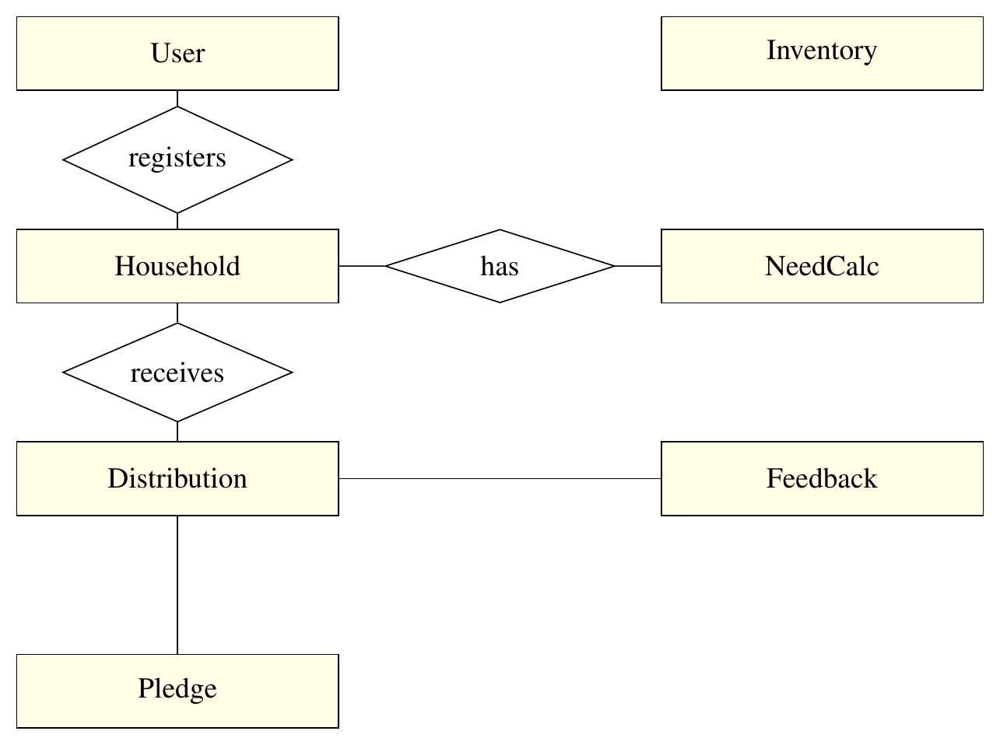 User
Inventory
registers
Household
has
NeedCalc
receives
Distribution
Feedback
Pledge